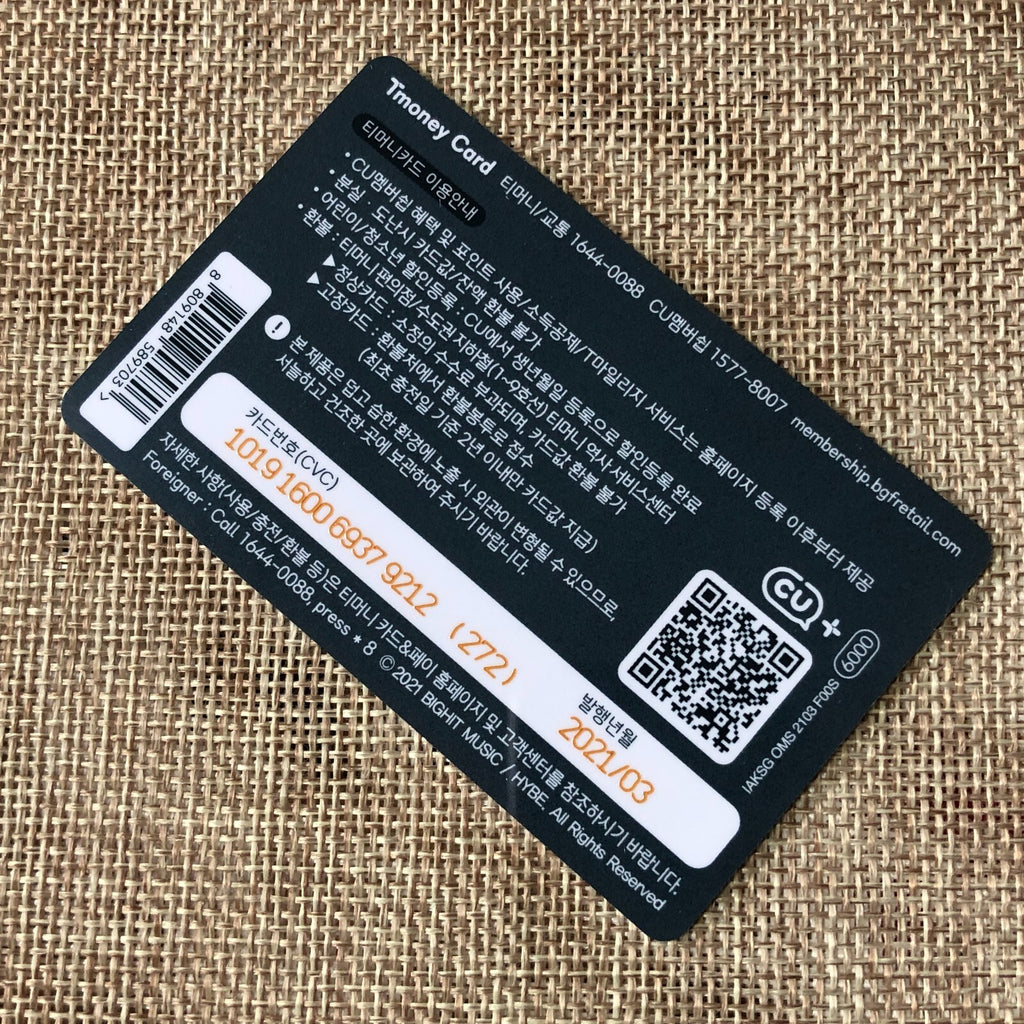 Tmoney Card 티머니/교통 1644-0088 CU멤버십 1577-8007 membership.bgfretail.com
티머니카드 이용안내
• CU멤버십 혜택 및 포인트 사용/소득공제/T마일리지 서비스는 홈페이지 등록 이후부터 제공
• 분실 : 도난시 카드값/잔액 환불 불가
• 어린이/청소년 할인등록 : CU에서 생년월일 등록으로 할인등록 완료
• 환불 : 티머니 편의점/수도권지하철(1~9호선) 티머니 역사서비스센터
▶정상카드 : 소정의 수수료 부과되며, 카드값 환불 불가
▶고장카드 : 환불처에서 환불봉투로 접수
(최초 충전일 기준 2년 이내만 카드값 지급)
! 본 제품은 덥고 습한 환경에 노출 시 외관이 변형될 수 있으므로,
서늘하고 건조한 곳에 보관하여 주시기 바랍니다.
8 809148 589703 >
CU +
IAKSG OMS 2103 F00S 6000
카드번호(CVC) 발행년월
1019 1600 6937 9212 (272) 2021/03
자세한 사항(사용/충전/환불 등)은 티머니 카드&페이 홈페이지 및 고객센터를 참조하시기 바랍니다.
Foreigner : Call 1644-0088, press * 8 © 2021 BIGHIT MUSIC / HYBE. All Rights Reserved